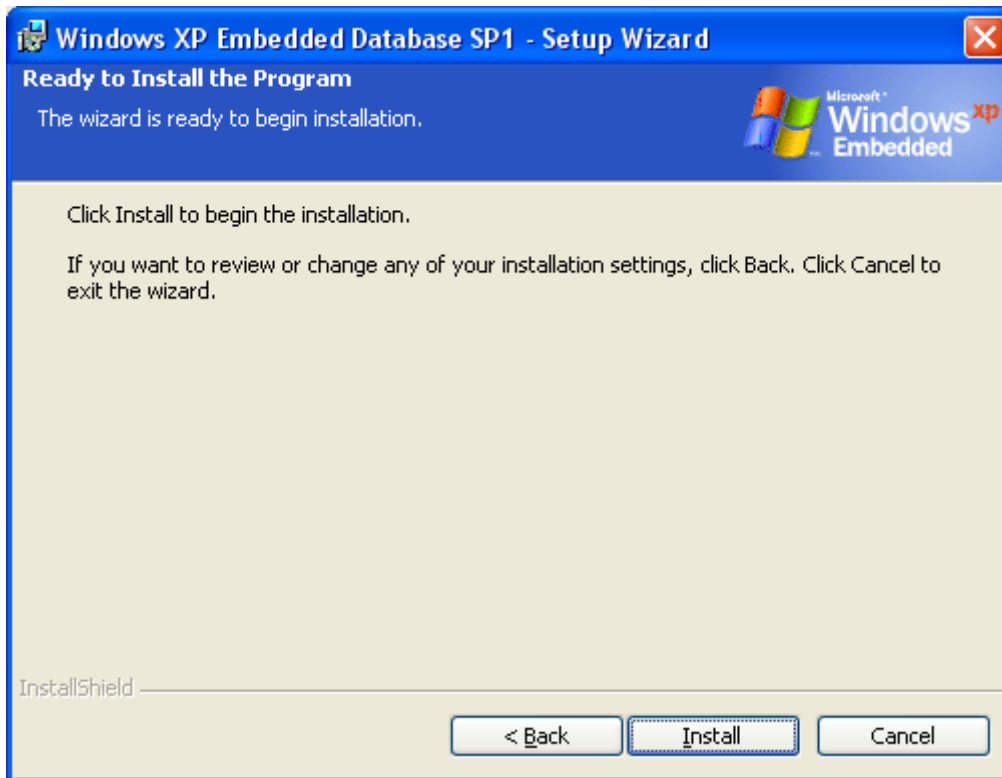 Windows XP Embedded Database SP1 - Setup Wizard
Ready to Install the Program
The wizard is ready to begin installation.
Microsoft
Windows xp
Embedded
Click Install to begin the installation.
If you want to review or change any of your installation settings, click Back. Click Cancel to
exit the wizard.
InstallShield
< Back
Install
Cancel